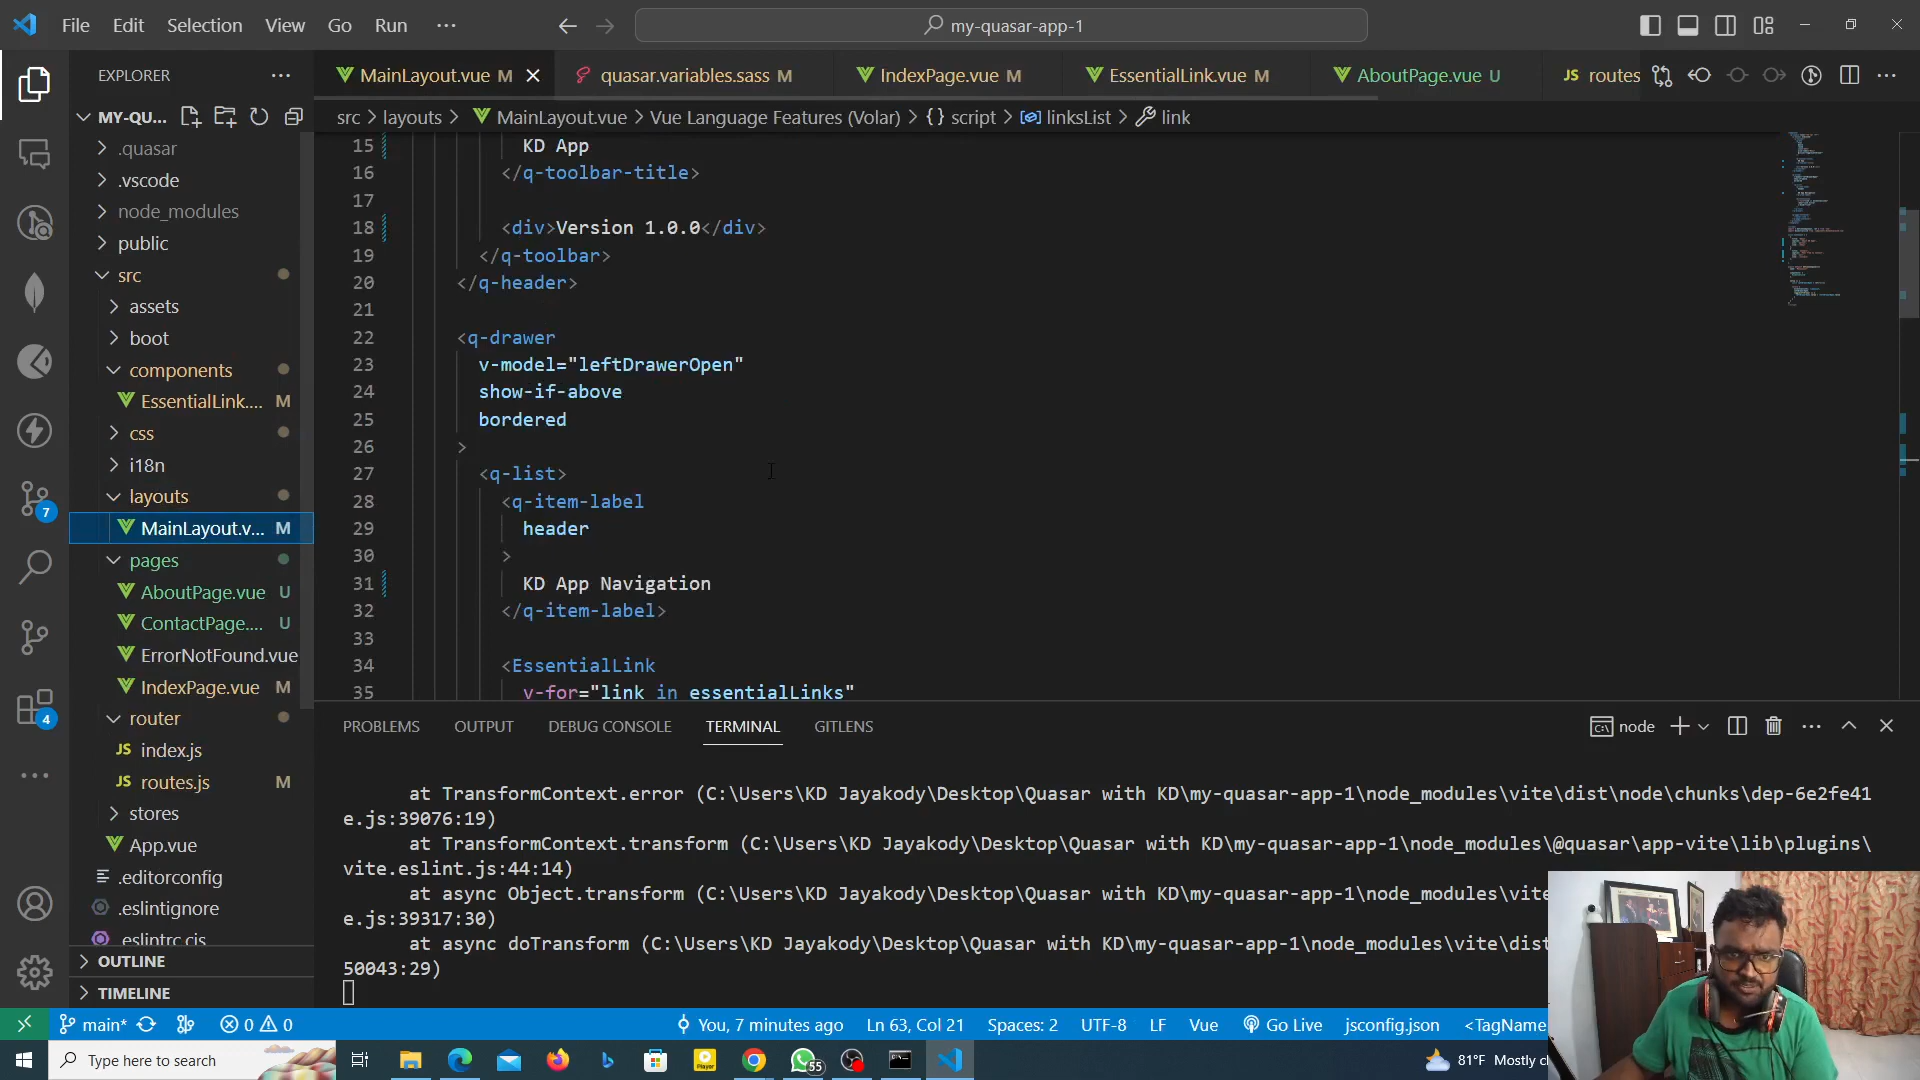 File Edit Selection View Go Run ···
my-quasar-app-1
EXPLORER
MainLayout.vue M
quasar.variables.sass M
IndexPage.vue M
EssentialLink.vue M
AboutPage.vue U
JS routes
MY-QU...
src > layouts > MainLayout.vue > Vue Language Features (Volar) > {} script > linksList > link
.quasar
.vscode
node_modules
public
src
assets
boot
components
EssentialLink.... M
css
i18n
layouts
MainLayout.v... M
pages
AboutPage.vue U
ContactPage.... U
ErrorNotFound.vue
IndexPage.vue M
router
JS index.js
JS routes.js M
stores
App.vue
.editorconfig
.eslintignore
.eslintrc.cjs
OUTLINE
TIMELINE
7
4
15 KD App
16 </q-toolbar-title>
17
18 <div>Version 1.0.0</div>
19 </q-toolbar>
20 </q-header>
21
22 <q-drawer
23 v-model="leftDrawerOpen"
24 show-if-above
25 bordered
26 >
27 <q-list>
28 <q-item-label
29 header
30 >
31 KD App Navigation
32 </q-item-label>
33
34 <EssentialLink
35 v-for="link in essentialLinks"
PROBLEMS OUTPUT DEBUG CONSOLE TERMINAL GITLENS
node
at TransformContext.error (C:\Users\KD Jayakody\Desktop\Quasar with KD\my-quasar-app-1\node_modules\vite\dist\node\chunks\dep-6e2fe41
e.js:39076:19)
at TransformContext.transform (C:\Users\KD Jayakody\Desktop\Quasar with KD\my-quasar-app-1\node_modules\@quasar\app-vite\lib\plugins\
vite.eslint.js:44:14)
at async Object.transform (C:\Users\KD Jayakody\Desktop\Quasar with KD\my-quasar-app-1\node_modules\vite
e.js:39317:30)
at async doTransform (C:\Users\KD Jayakody\Desktop\Quasar with KD\my-quasar-app-1\node_modules\vite\dist
50043:29)
main* 0 0 You, 7 minutes ago Ln 63, Col 21 Spaces: 2 UTF-8 LF Vue Go Live jsconfig.json <TagName
Type here to search
Player
55
81°F Mostly cl